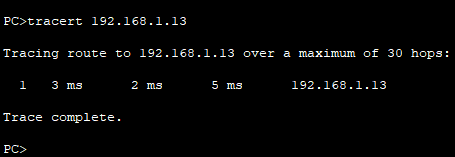 PC>tracert 192.168.1.13
Tracing route to 192.168.1.13 over a maximum of 30 hops:
1 3 ms 2 ms 5 ms 192.168.1.13
Trace complete.
PC>